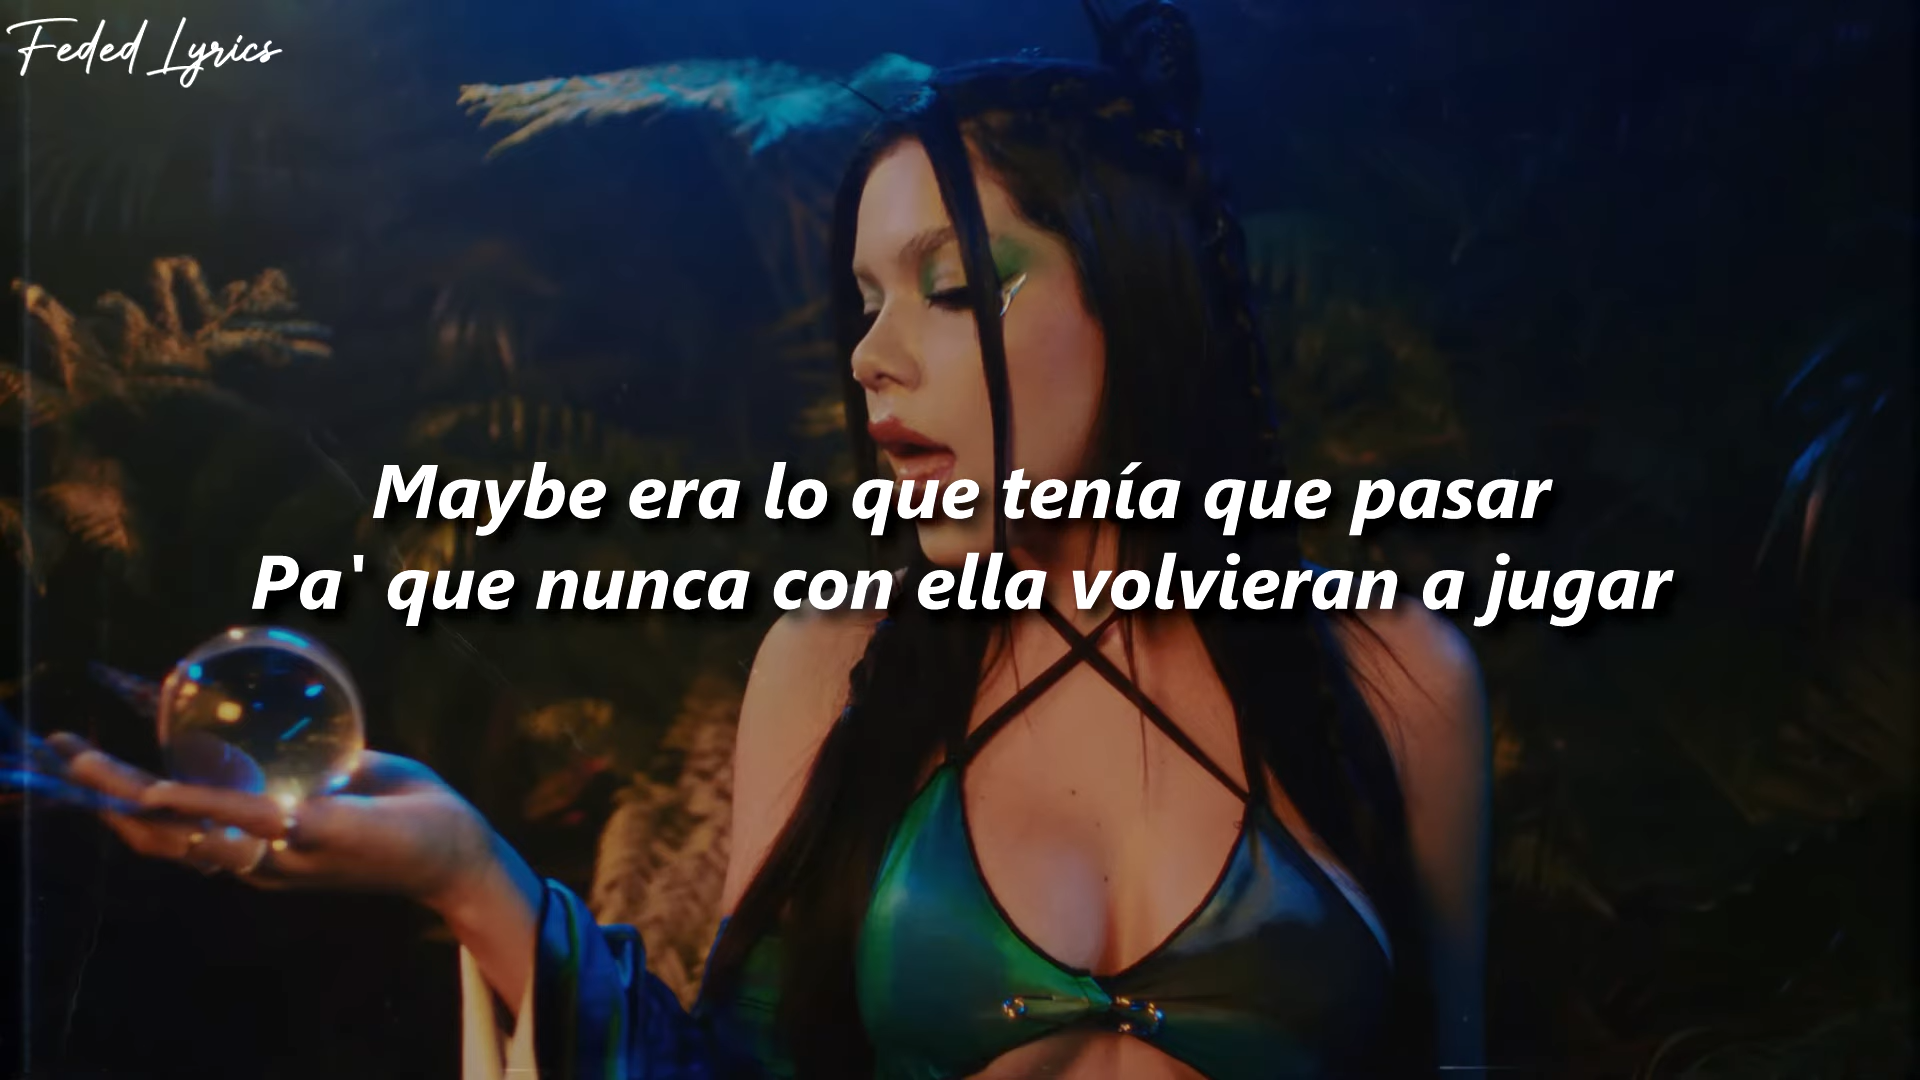 Feded Lyrics
Maybe era lo que tenía que pasar
Pa' que nunca con ella volvieran a jugar